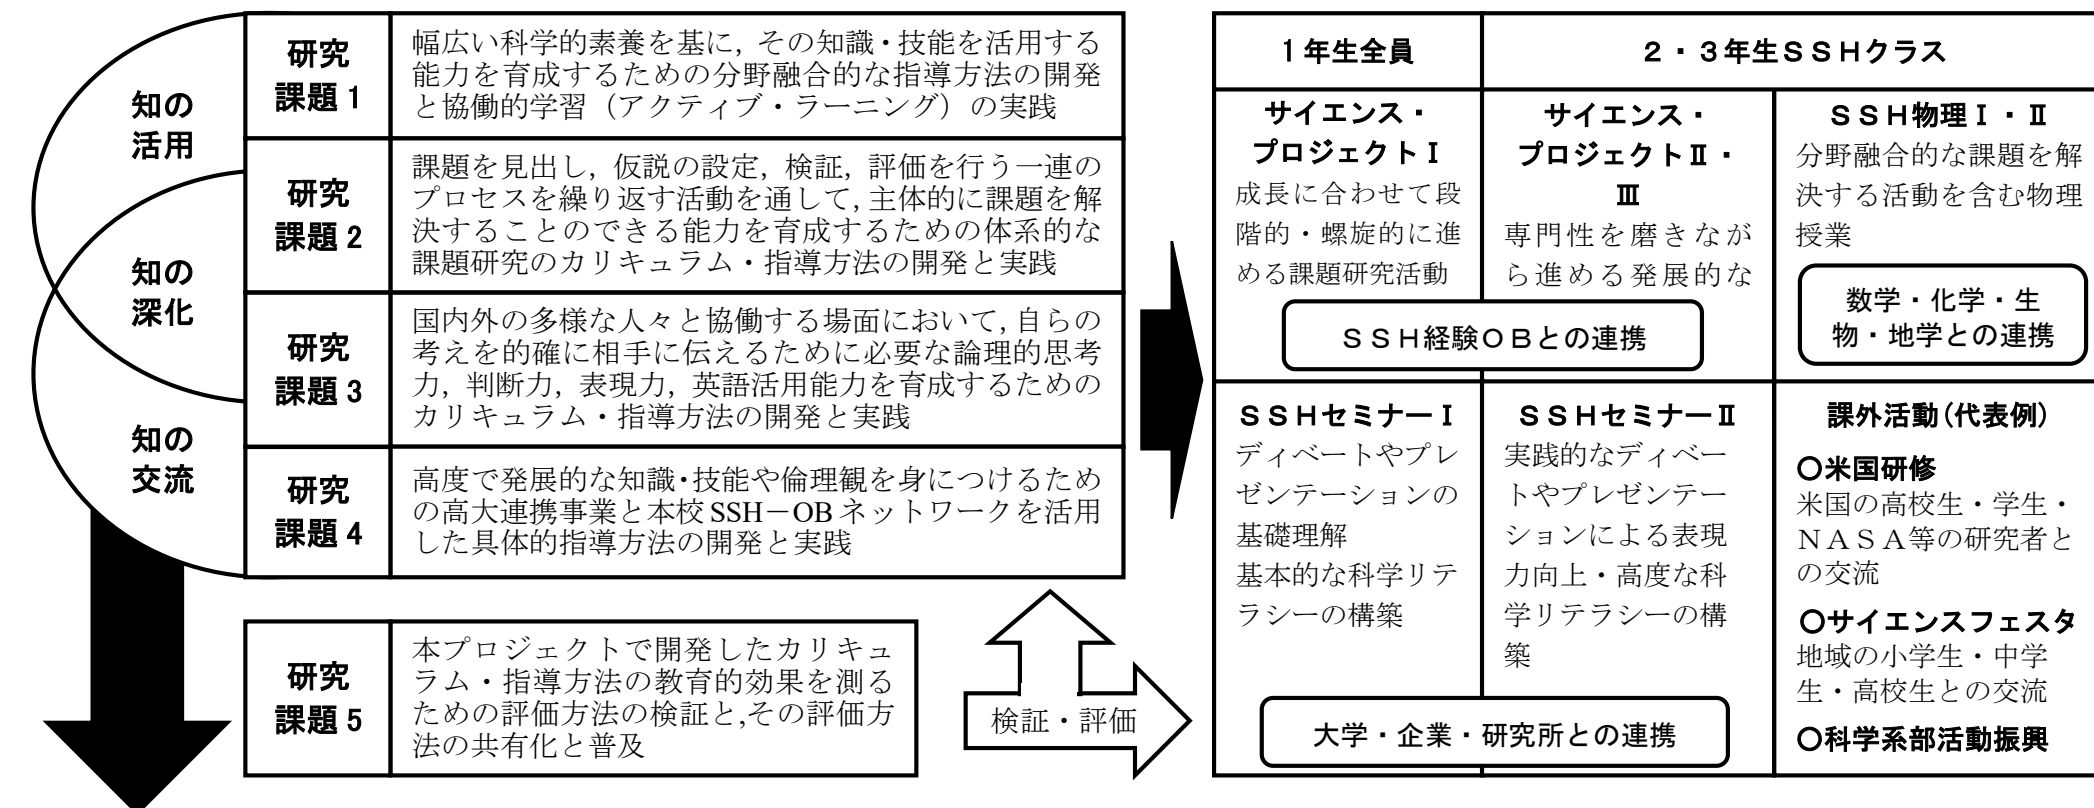 知の
活用
知の
深化
知の
交流
研究
課題1
幅広い科学的素養を基に，その知識・技能を活用する
能力を育成するための分野融合的な指導方法の開発
と協働的学習（アクティブ・ラーニング）の実践
研究
課題2
課題を見出し，仮説の設定，検証，評価を行う一連の
プロセスを繰り返す活動を通して，主体的に課題を解
決することのできる能力を育成するための体系的な
課題研究のカリキュラム・指導方法の開発と実践
研究
課題3
国内外の多様な人々と協働する場面において，自らの
考えを的確に相手に伝えるために必要な論理的思考
力，判断力，表現力，英語活用能力を育成するための
カリキュラム・指導方法の開発と実践
研究
課題4
高度で発展的な知識・技能や倫理観を身につけるため
の高大連携事業と本校SSH－OBネットワークを活用
した具体的指導方法の開発と実践
研究
課題5
本プロジェクトで開発したカリキュ
ラム・指導方法の教育的効果を測る
ための評価方法の検証と,その評価方
法の共有化と普及
検証・評価
1年生全員
２・３年生ＳＳＨクラス
サイエンス・
プロジェクトⅠ
成長に合わせて段
階的・螺旋的に進
める課題研究活動
サイエンス・
プロジェクトⅡ・
Ⅲ
専門性を磨きなが
ら進める発展的な
ＳＳＨ物理Ⅰ・Ⅱ
分野融合的な課題を解
決する活動を含む物理
授業
数学・化学・生
物・地学との連携
ＳＳＨ経験ＯＢとの連携
ＳＳＨセミナーⅠ
ディベートやプレ
ゼンテーションの
基礎理解
基本的な科学リテ
ラシーの構築
ＳＳＨセミナーⅡ
実践的なディベー
トやプレゼンテー
ションによる表現
力向上・高度な科
学リテラシーの構
築
大学・企業・研究所との連携
課外活動(代表例)
○米国研修
米国の高校生・学生・
ＮＡＳＡ等の研究者と
の交流
○サイエンスフェスタ
地域の小学生・中学
生・高校生との交流
○科学系部活動振興